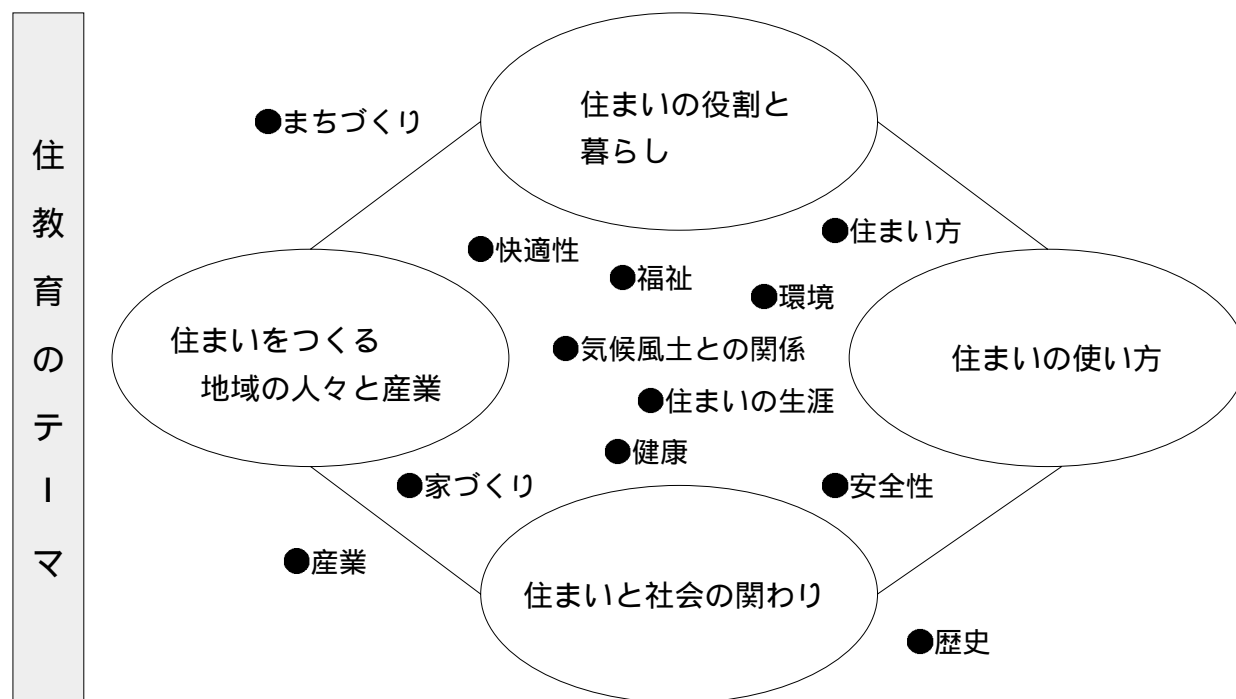 住教育のテーマ
住まいの役割と
暮らし
●まちづくり
●住まい方
●快適性
●福祉
●環境
住まいをつくる
地域の人々と産業
●気候風土との関係
住まいの使い方
●住まいの生涯
●健康
●家づくり
●安全性
●産業
住まいと社会の関わり
●歴史